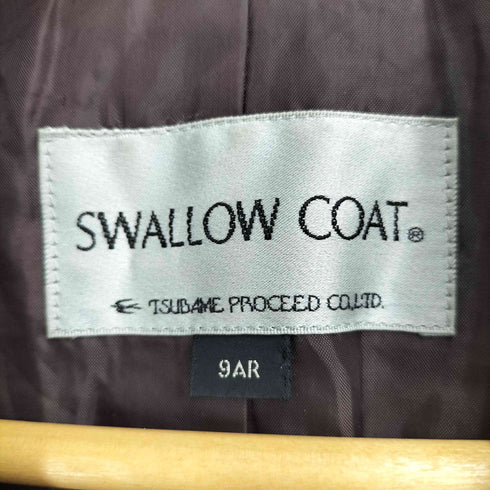 SWALLOW COAT®
TSUBAME PROCEED CO,LTD.
9AR